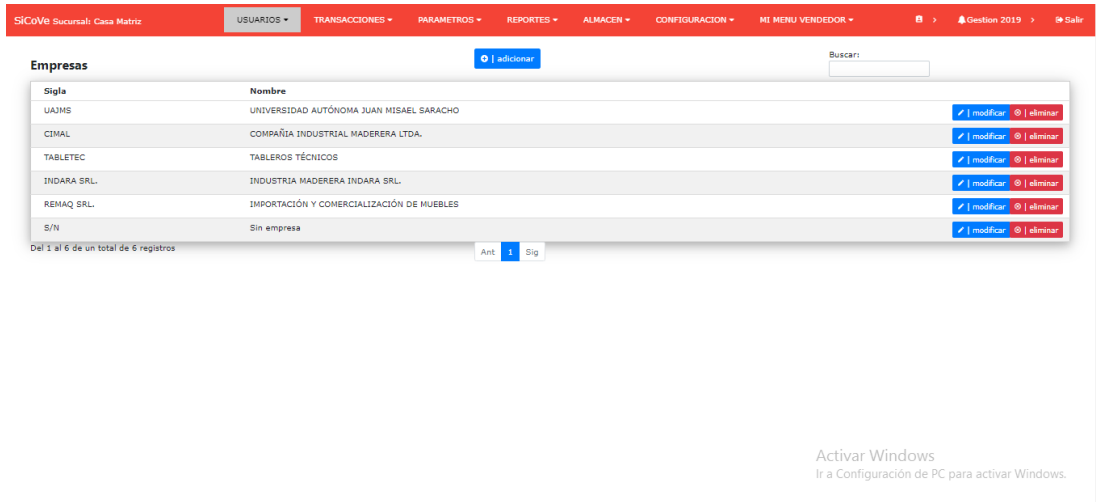 SiCoVe Sucursal: Casa Matriz USUARIOS TRANSACCIONES PARAMETROS REPORTES ALMACEN CONFIGURACION MI MENU VENDEDOR Gestion 2019 Salir
Empresas | adicionar Buscar:
Sigla Nombre
UAJMS UNIVERSIDAD AUTÓNOMA JUAN MISAEL SARACHO | modificar | eliminar
CIMAL COMPAÑIA INDUSTRIAL MADERERA LTDA. | modificar | eliminar
TABLETEC TABLEROS TÉCNICOS | modificar | eliminar
INDARA SRL. INDUSTRIA MADERERA INDARA SRL. | modificar | eliminar
REMAQ SRL. IMPORTACIÓN Y COMERCIALIZACIÓN DE MUEBLES | modificar | eliminar
S/N Sin empresa | modificar | eliminar
Del 1 al 6 de un total de 6 registros Ant 1 Sig
Activar Windows
Ir a Configuración de PC para activar Windows.